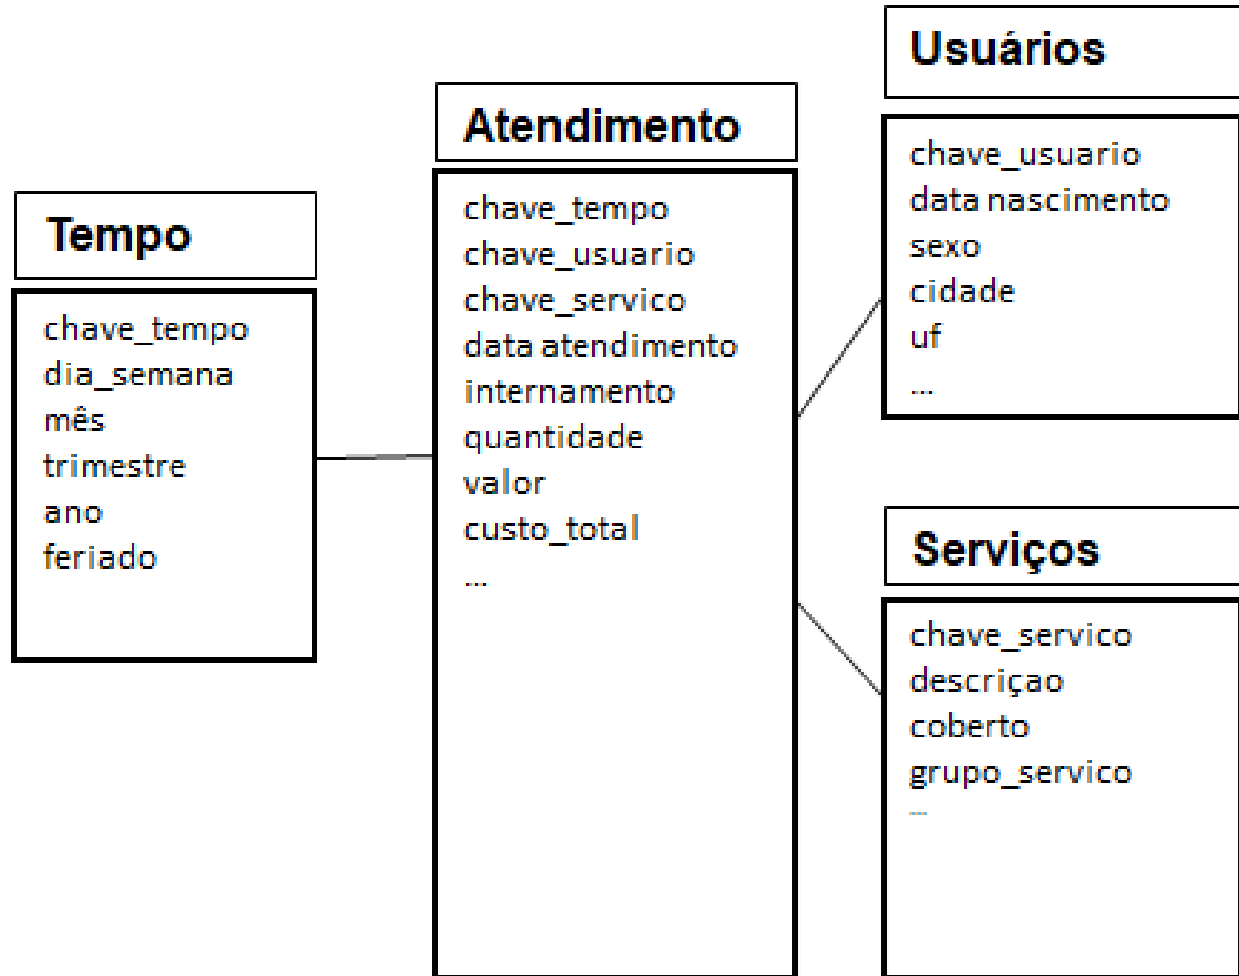 Tempo
chave_tempo
dia_semana
mês
trimestre
ano
feriado
Atendimento
chave_tempo
chave_usuario
chave_servico
data atendimento
internamento
quantidade
valor
custo_total
...
Usuários
chave_usuario
data nascimento
sexo
cidade
uf
...
Serviços
chave_servico
descriçao
coberto
grupo_servico
...